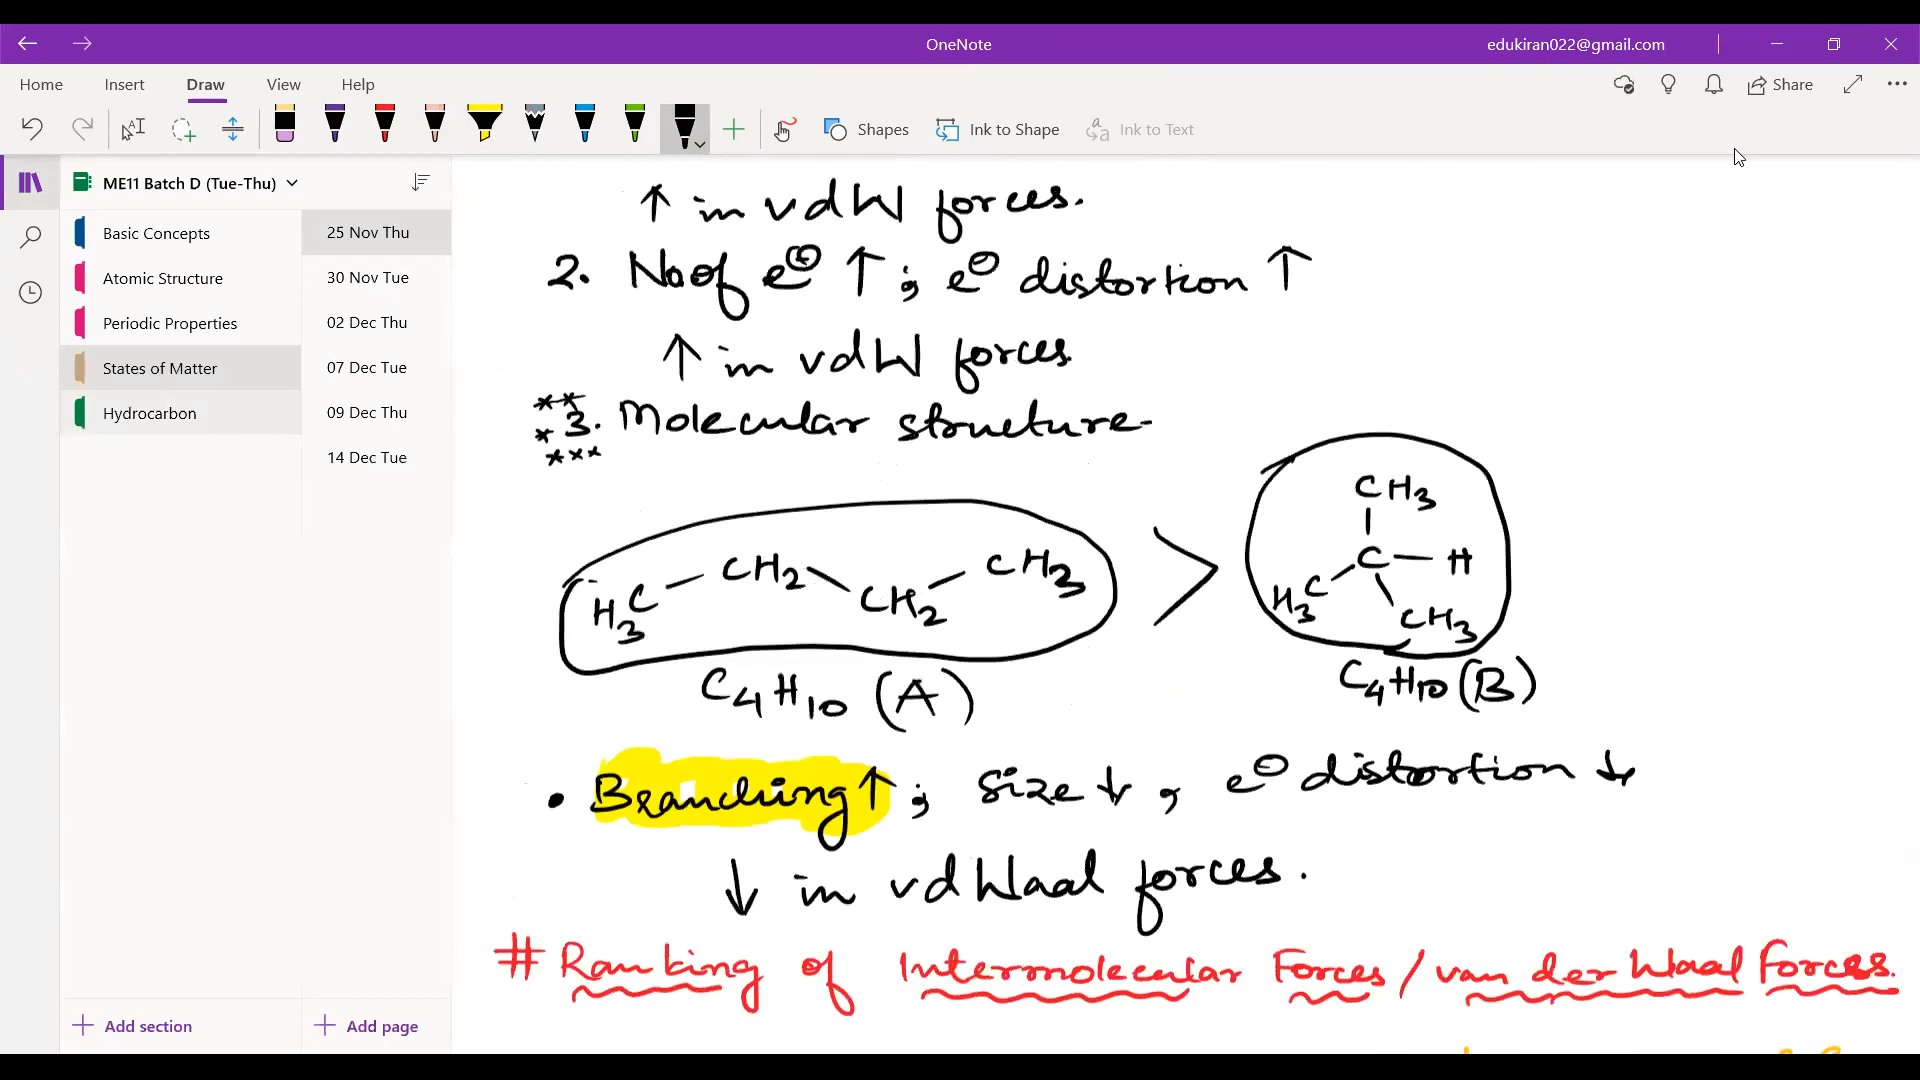 OneNote
edukiran022@gmail.com
Home Insert Draw View Help
Share
Shapes Ink to Shape Ink to Text
ME11 Batch D (Tue-Thu)
Basic Concepts
Atomic Structure
Periodic Properties
States of Matter
Hydrocarbon
25 Nov Thu
30 Nov Tue
02 Dec Thu
07 Dec Tue
09 Dec Thu
14 Dec Tue
Add section
Add page
↑ in vdW forces.
2. No of e⊖ ↑ ; e⊖ distortion ↑
↑ in vdW forces
** * 3. *** Molecular structure-
H₃C — CH₂ \ CH₂ — CH₃ >
CH₃
|
H₃C — C — H
\ CH₃
C₄H₁₀ (A)
C₄H₁₀ (B)
• Branching ↑ ; Size ↓ , e⊖ distortion ↓
↓ in vd Waal forces.
# Ranking of Intermolecular Forces / van der Waal Forces.